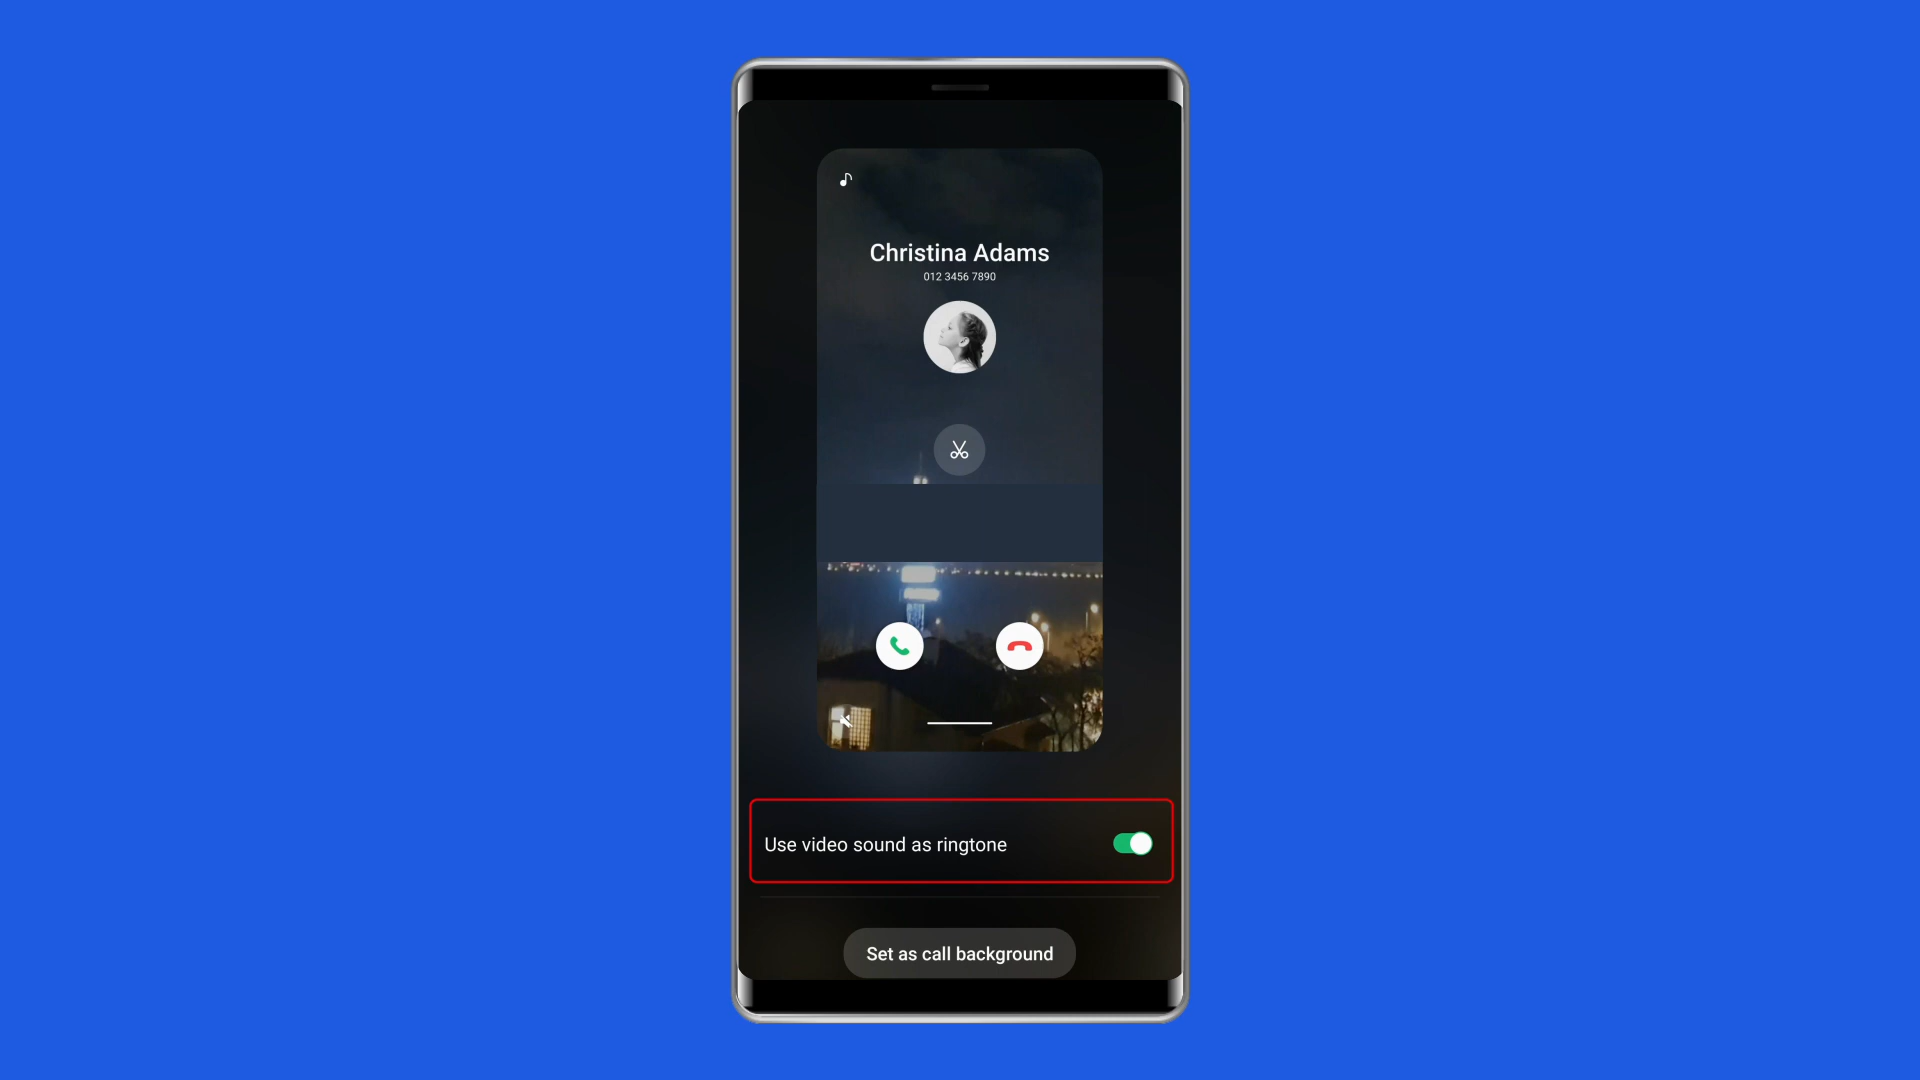 Christina Adams
012 3456 7890
Use video sound as ringtone
Set as call background